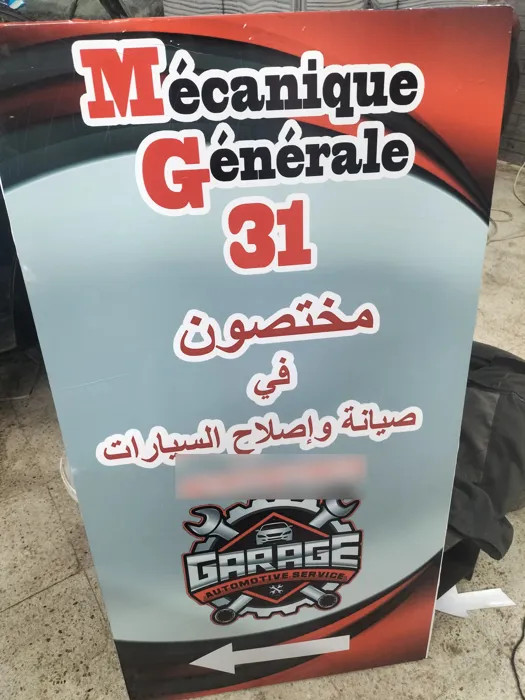 Mécanique
Générale
31
مختصون
في
صيانة وإصلاح السيارات
GARAGE
AUTOMOTIVE SERVICE